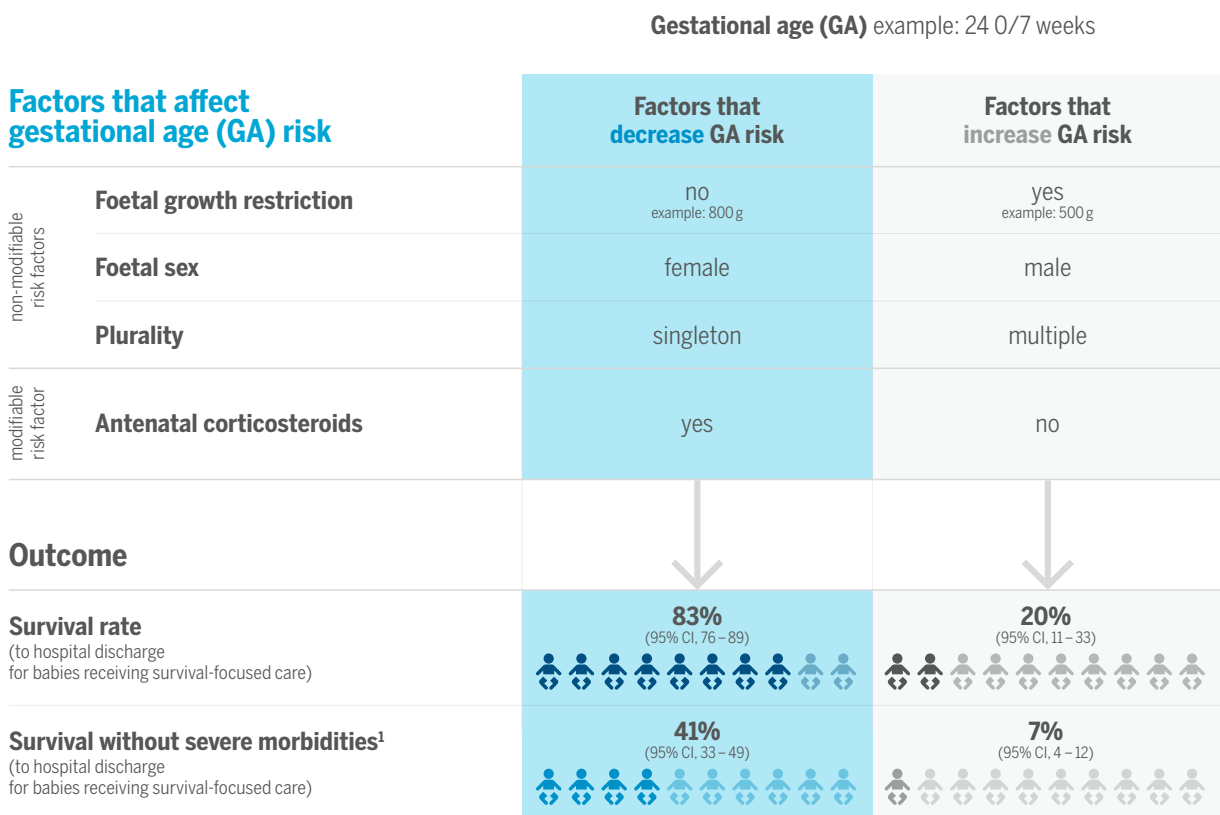 Gestational age (GA) example: 24 0/7 weeks
Factors that affect
gestational age (GA) risk
Factors that
decrease GA risk
Factors that
increase GA risk
non-modifiable
risk factors
Foetal growth restriction
no
example: 800 g
yes
example: 500 g
Foetal sex
female
male
Plurality
singleton
multiple
modifiable
risk factor
Antenatal corticosteroids
yes
no
Outcome
Survival rate
(to hospital discharge
for babies receiving survival-focused care)
83%
(95% CI, 76 – 89)
20%
(95% CI, 11 – 33)
Survival without severe morbidities¹
(to hospital discharge
for babies receiving survival-focused care)
41%
(95% CI, 33 – 49)
7%
(95% CI, 4 – 12)